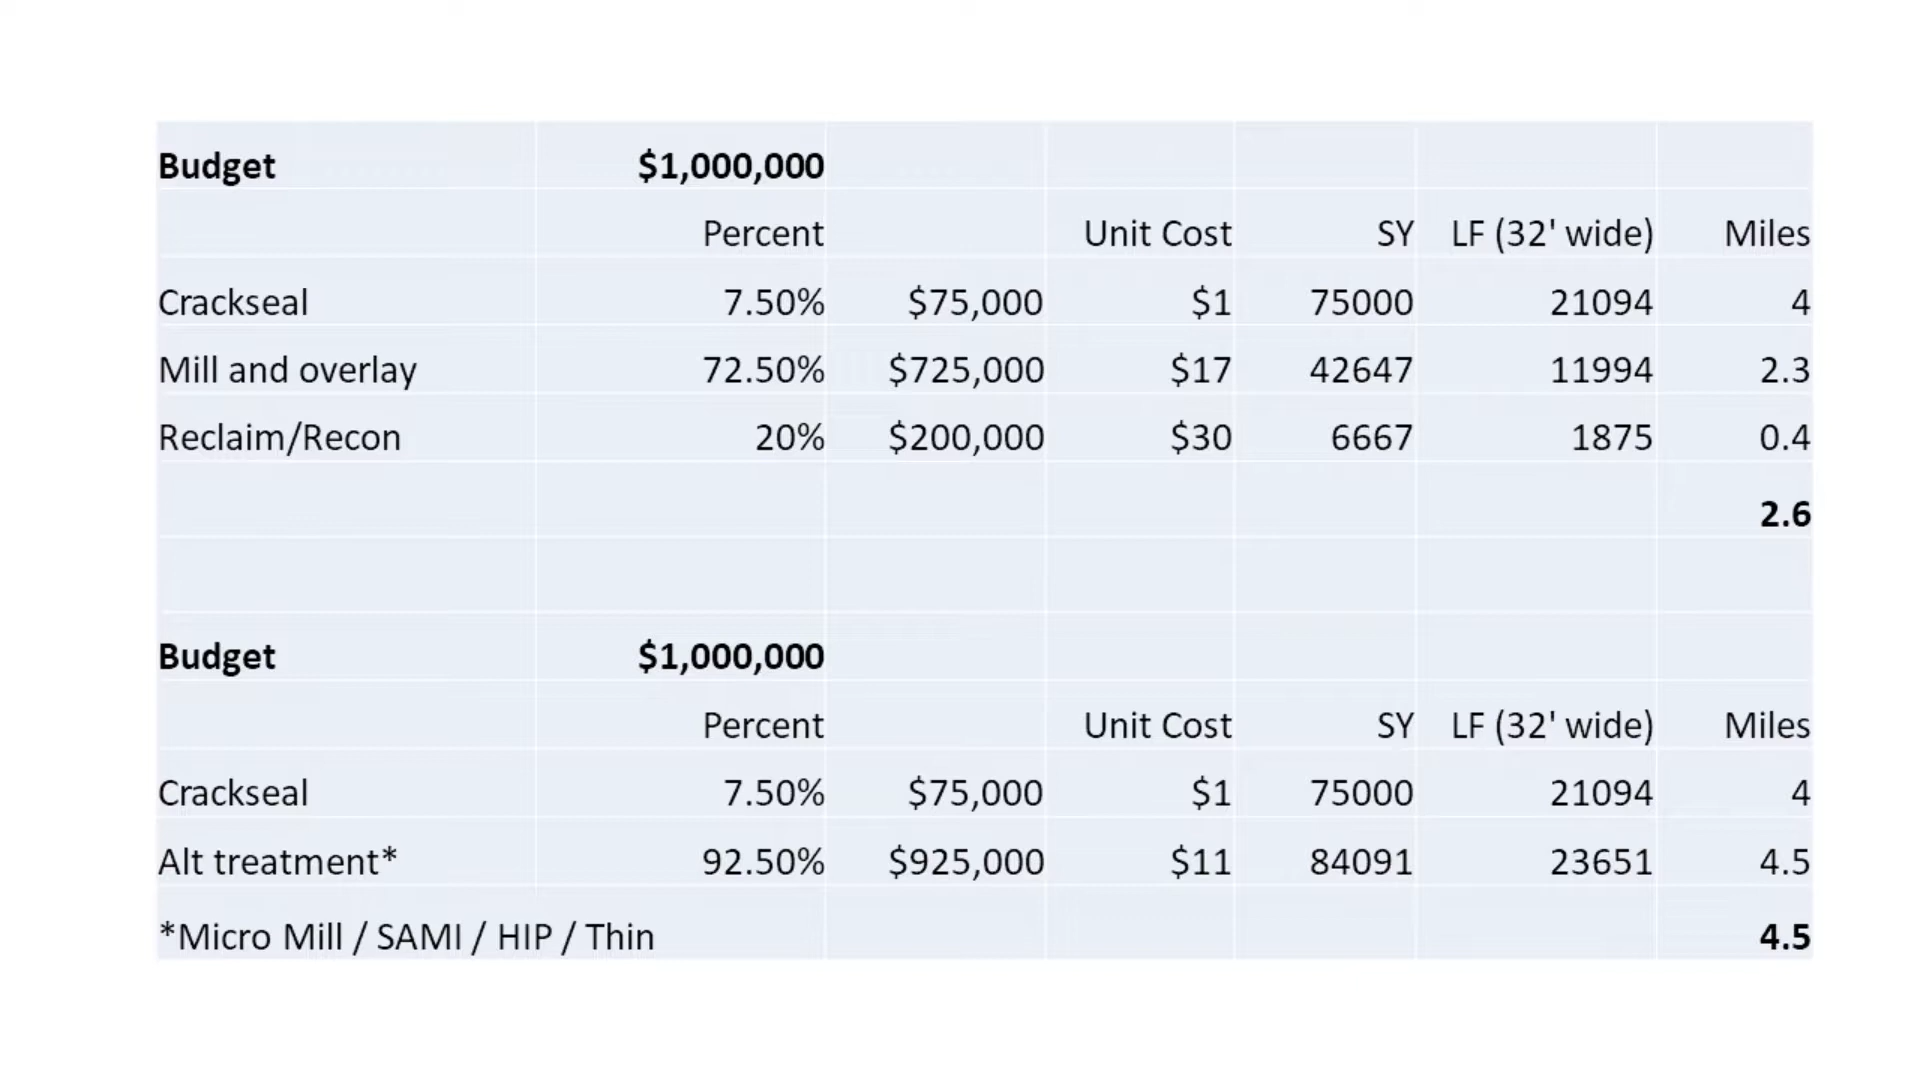 Budget $1,000,000
Percent Unit Cost SY LF (32' wide) Miles
Crackseal 7.50% $75,000 $1 75000 21094 4
Mill and overlay 72.50% $725,000 $17 42647 11994 2.3
Reclaim/Recon 20% $200,000 $30 6667 1875 0.4
2.6
Budget $1,000,000
Percent Unit Cost SY LF (32' wide) Miles
Crackseal 7.50% $75,000 $1 75000 21094 4
Alt treatment* 92.50% $925,000 $11 84091 23651 4.5
*Micro Mill / SAMI / HIP / Thin 4.5